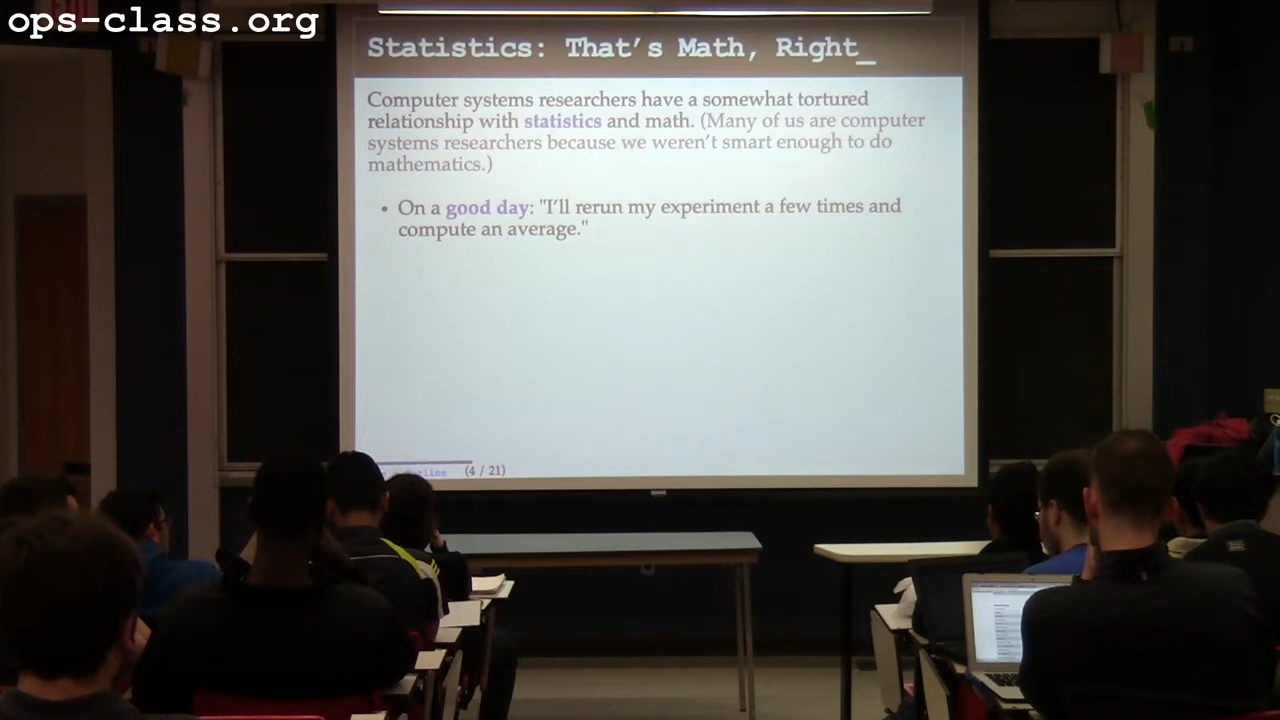 ops-class.org
Statistics: That's Math, Right_
Computer systems researchers have a somewhat tortured
relationship with statistics and math. (Many of us are computer
systems researchers because we weren't smart enough to do
mathematics.)
• On a good day: "I'll rerun my experiment a few times and
compute an average."
(4 / 21)